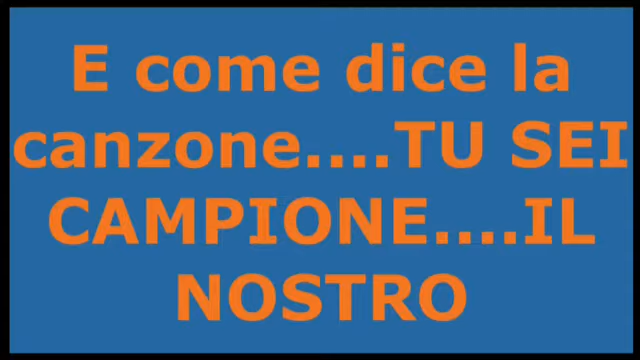 E come dice la
canzone....TU SEI
CAMPIONE....IL
NOSTRO